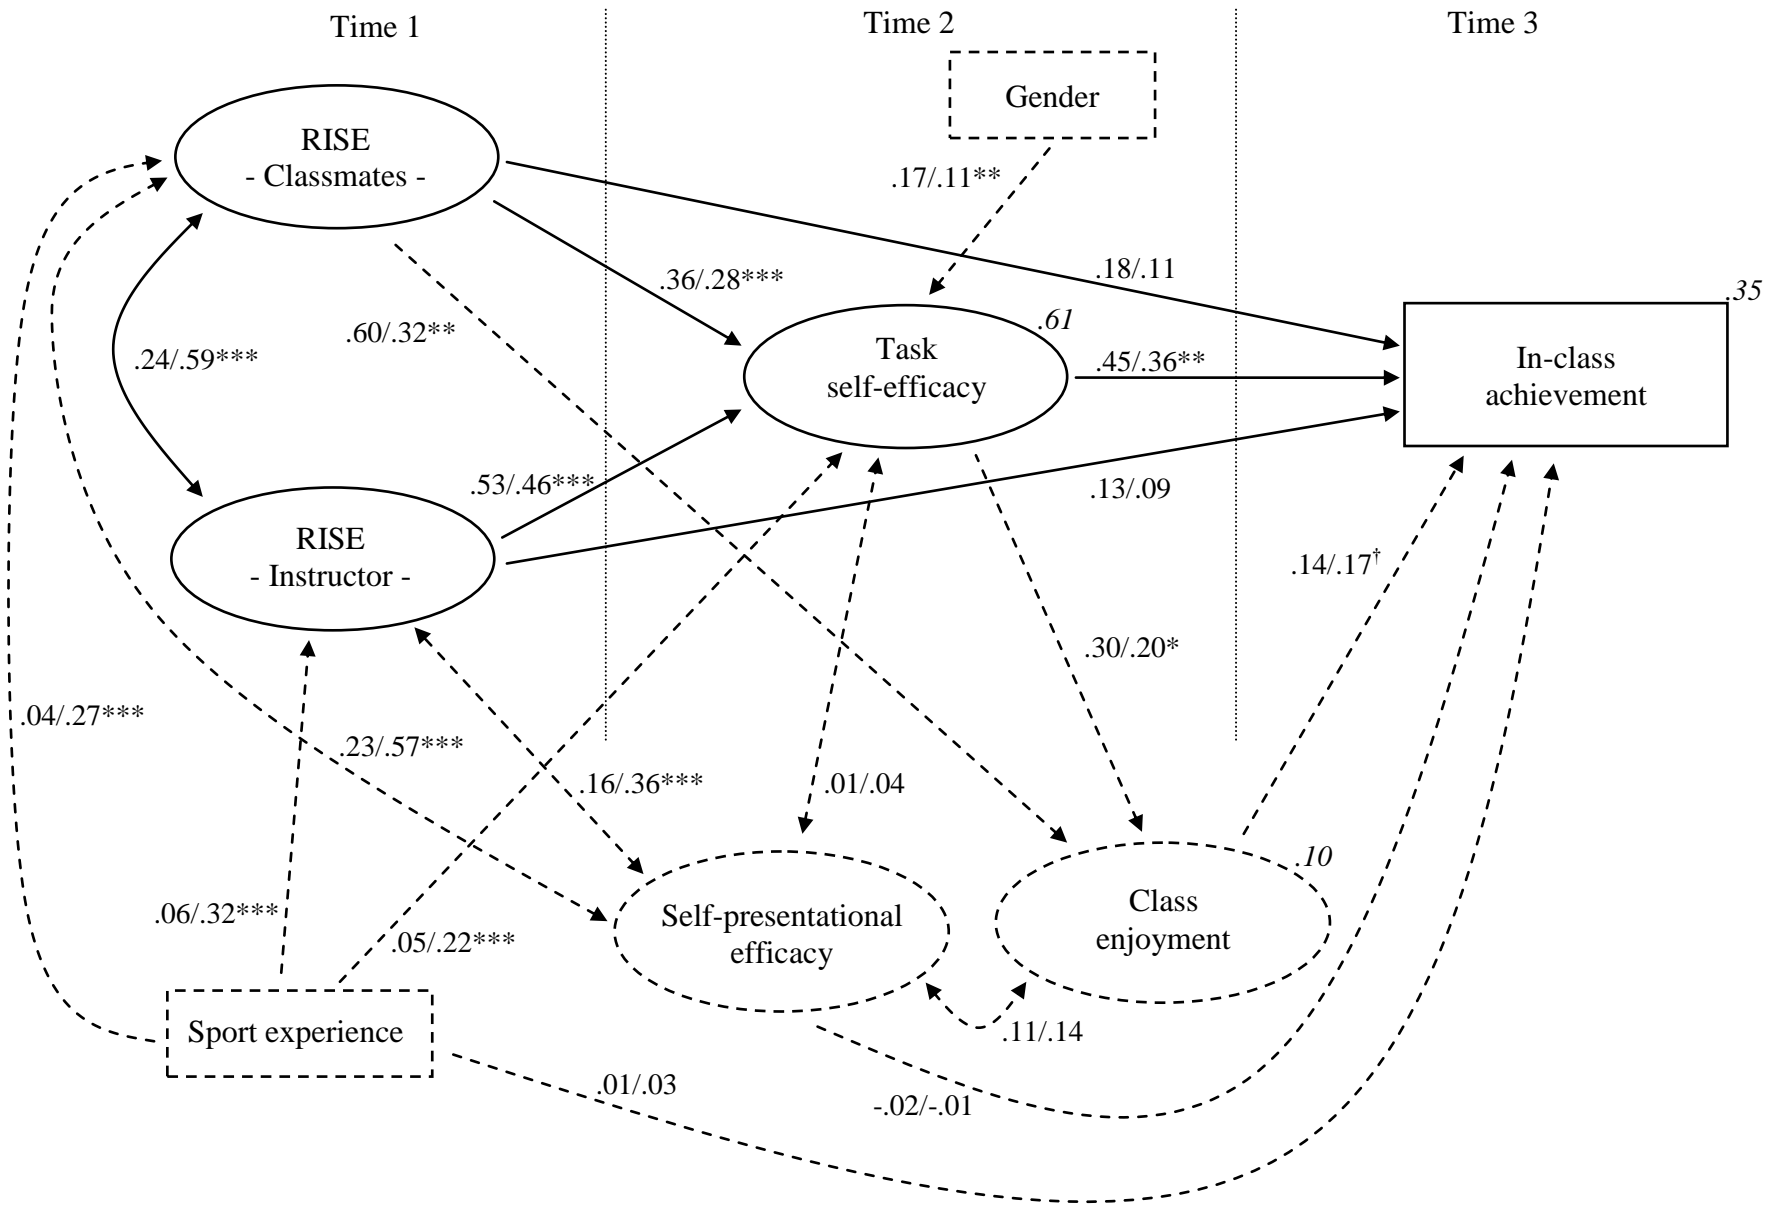 Time 1
Time 2
Time 3
Gender
RISE
- Classmates -
.17/.11**
.18/.11
.36/.28***
.35
.60/.32**
.61
.24/.59***
Task
self-efficacy
.45/.36**
In-class
achievement
.53/.46***
.13/.09
RISE
- Instructor -
.14/.17†
.30/.20*
.04/.27***
.23/.57***
.16/.36***
.01/.04
.10
.06/.32***
.05/.22***
Self-presentational
efficacy
Class
enjoyment
Sport experience
.11/.14
.01/.03
-.02/-.01